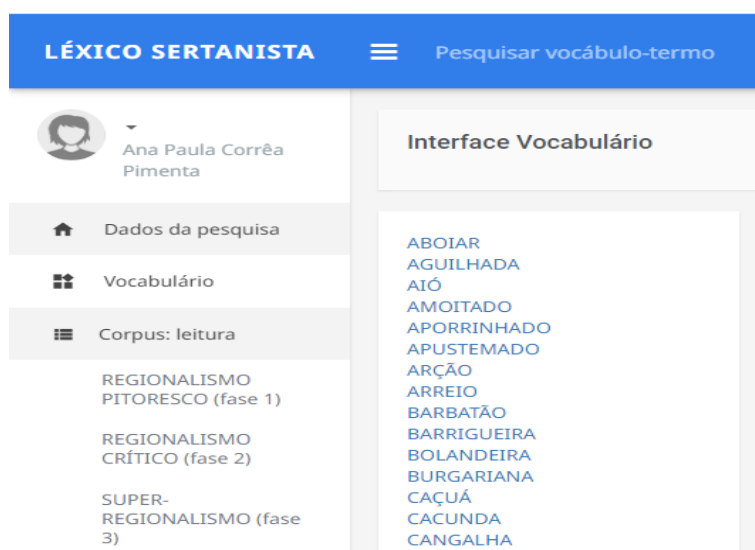 LÉXICO SERTANISTA
Pesquisar vocábulo-termo
Ana Paula Corrêa
Pimenta
Dados da pesquisa
Vocabulário
Corpus: leitura
REGIONALISMO
PITORESCO (fase 1)
REGIONALISMO
CRÍTICO (fase 2)
SUPER-
REGIONALISMO (fase
3)
Interface Vocabulário
ABOIAR
AGUILHADA
AIÓ
AMOITADO
APORRINHADO
APUSTEMADO
ARÇÃO
ARREIO
BARBATÃO
BARRIGUEIRA
BOLANDEIRA
BURGARIANA
CAÇUÁ
CACUNDA
CANGALHA